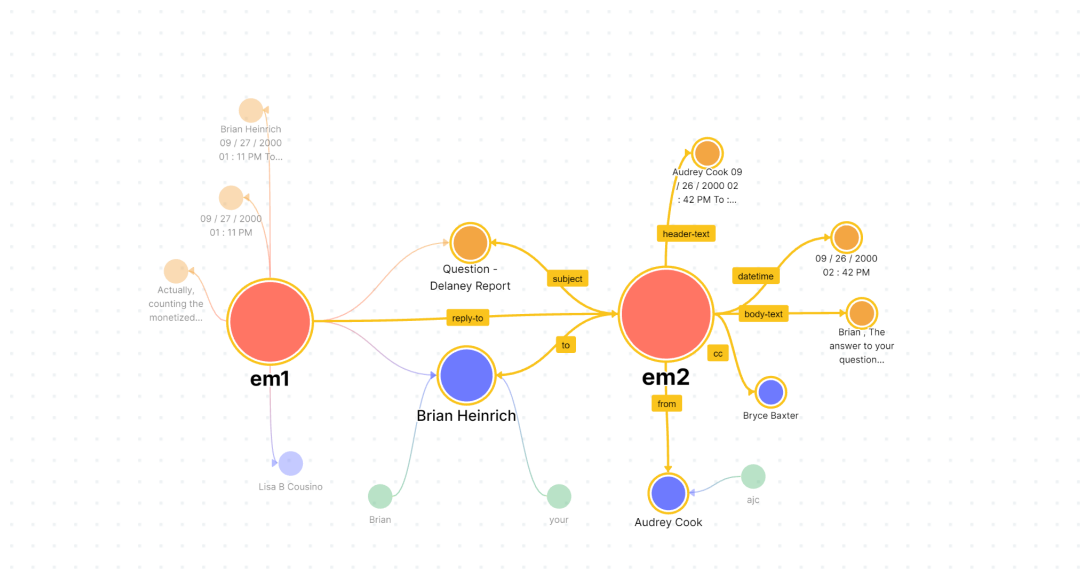 Brian Heinrich
09 / 27 / 2000
01 : 11 PM To...
09 / 27 / 2000
01 : 11 PM
Actually,
counting the
monetized...
em1
Lisa B Cousino
Question -
Delaney Report
subject
reply-to
to
Brian Heinrich
Brian
your
Audrey Cook 09
/ 26 / 2000 02
: 42 PM To :...
header-text
datetime
09 / 26 / 2000
02 : 42 PM
body-text
Brian , The
answer to your
question...
cc
em2
from
Bryce Baxter
ajc
Audrey Cook